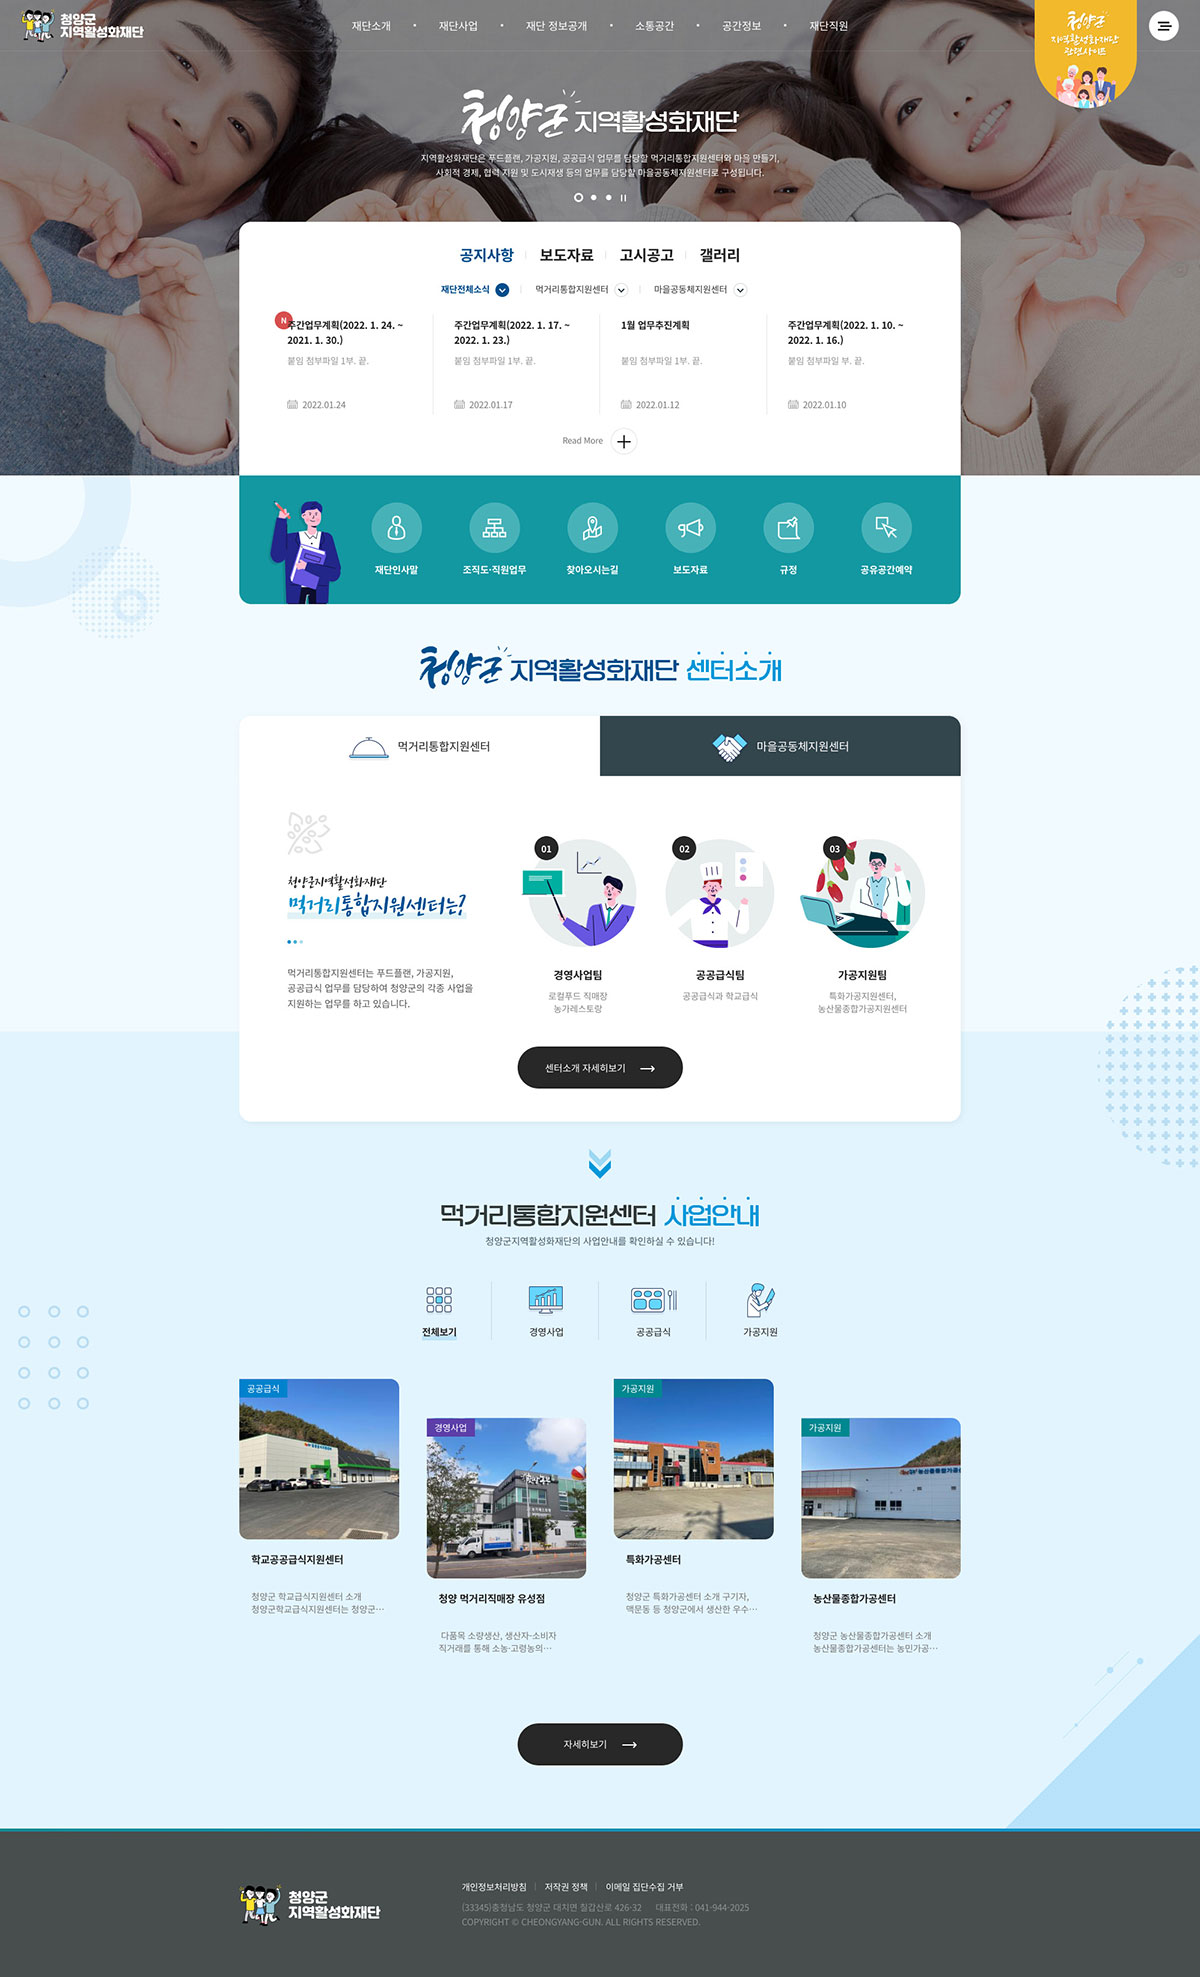 청양군
지역활성화재단
재단소개
재단사업
재단 정보공개
소통공간
공간정보
재단직원
청양군
지역활성화재단
관련사이트
청양군 지역활성화재단
지역활성화재단은 푸드플랜, 가공지원, 공공급식 업무를 담당할 먹거리통합지원센터와 마을 만들기,
사회적 경제, 협력 지원 및 도시재생 등의 업무를 담당할 마을공동체지원센터로 구성됩니다.
공지사항
보도자료
고시공고
갤러리
재단전체소식
먹거리통합지원센터
마을공동체지원센터
N
주간업무계획(2022. 1. 24. ~
2021. 1. 30.)
붙임 첨부파일 1부. 끝.
2022.01.24
주간업무계획(2022. 1. 17. ~
2022. 1. 23.)
붙임 첨부파일 1부. 끝.
2022.01.17
1월 업무추진계획
붙임 첨부파일 1부. 끝.
2022.01.12
주간업무계획(2022. 1. 10. ~
2022. 1. 16.)
붙임 첨부파일 부. 끝.
2022.01.10
Read More
재단인사말
조직도·직원업무
찾아오시는길
보도자료
규정
공유공간예약
청양군 지역활성화재단 센터소개
먹거리통합지원센터
마을공동체지원센터
청양군지역활성화재단
먹거리통합지원센터는?
먹거리통합지원센터는 푸드플랜, 가공지원,
공공급식 업무를 담당하여 청양군의 각종 사업을
지원하는 업무를 하고 있습니다.
01
경영사업팀
로컬푸드 직매장
농가레스토랑
02
공공급식팀
공공급식과 학교급식
03
가공지원팀
특화가공지원센터,
농산물종합가공지원센터
센터소개 자세히보기
먹거리통합지원센터 사업안내
청양군지역활성화재단의 사업안내를 확인하실 수 있습니다!
전체보기
경영사업
공공급식
가공지원
공공급식
학교공공급식지원센터
청양군 학교급식지원센터 소개
청양군학교급식지원센터는 청양군···
경영사업
청양 먹거리직매장 유성점
다품목 소량생산, 생산자-소비자
직거래를 통해 소농·고령농의···
가공지원
특화가공센터
청양군 특화가공센터 소개 구기자,
맥문동 등 청양군에서 생산한 우수···
가공지원
농산물종합가공센터
청양군 농산물종합가공센터 소개
농산물종합가공센터는 농민가공···
자세히보기
청양군
지역활성화재단
개인정보처리방침
저작권 정책
이메일 집단수집 거부
(33345)충청남도 청양군 대치면 칠갑산로 426-32 대표전화 : 041-944-2025
COPYRIGHT © CHEONGYANG-GUN. ALL RIGHTS RESERVED.